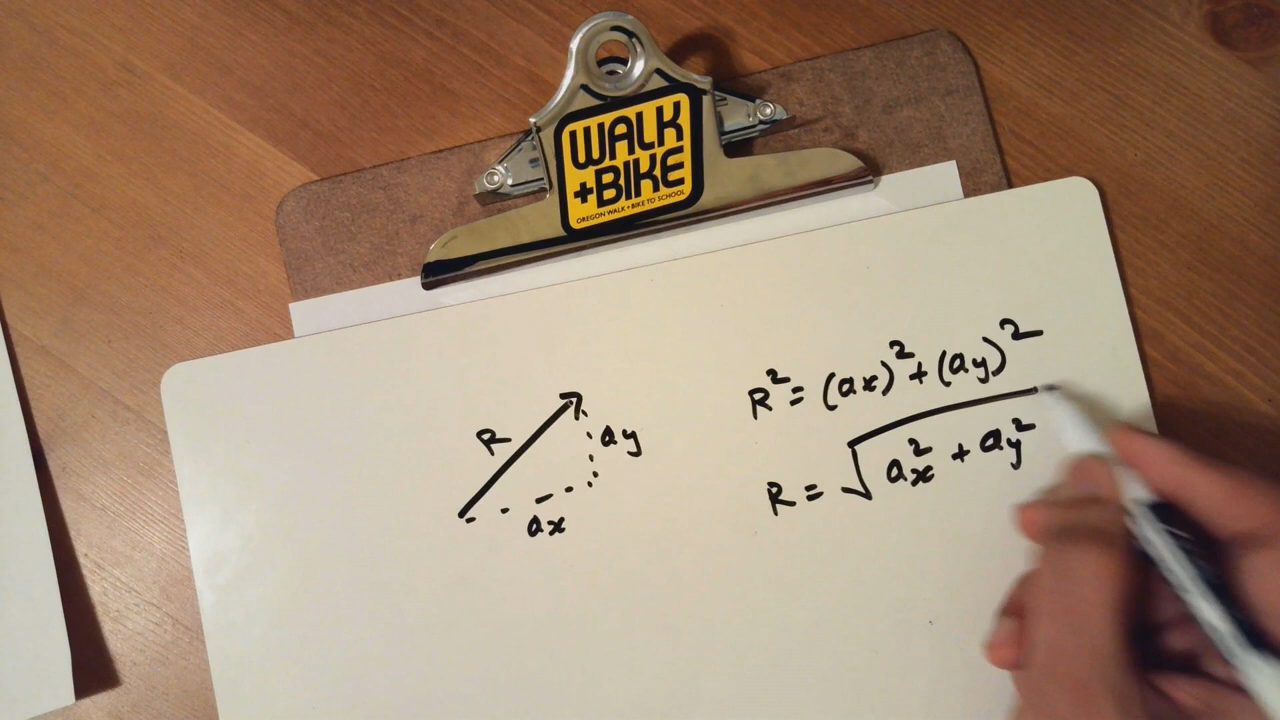 WALK
+BIKE
OREGON WALK + BIKE TO SCHOOL
R² = (ax)² + (ay)²
R
ay
ax
R = √ax² + ay²